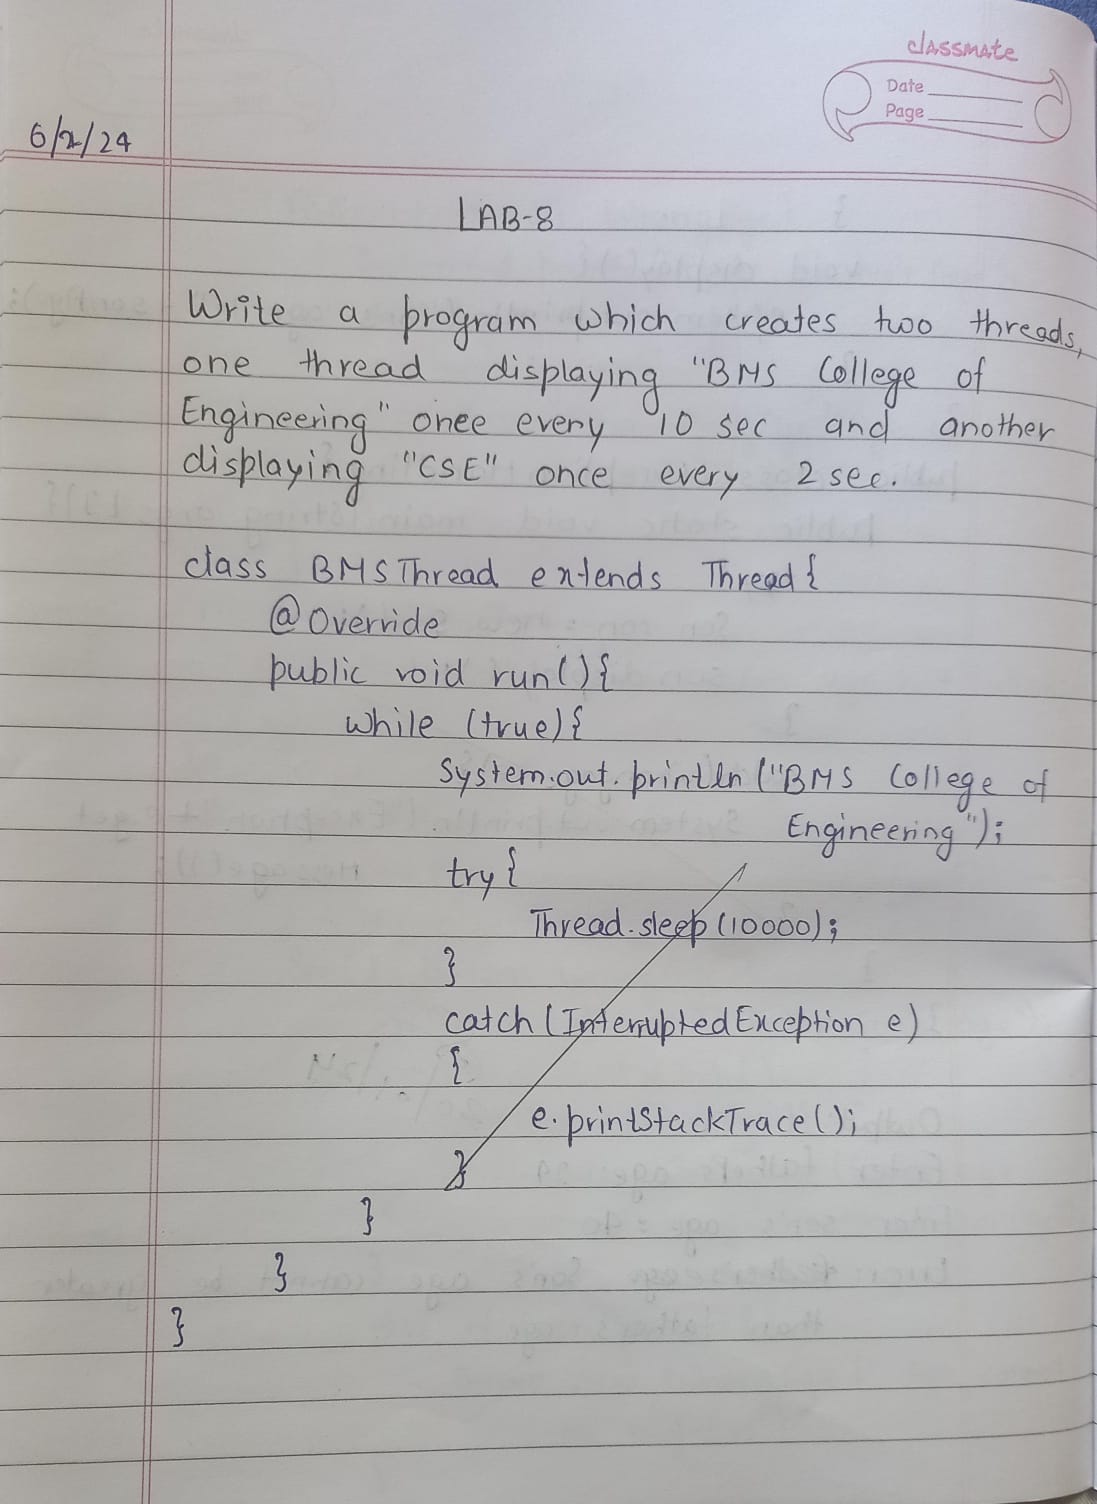 classmate
Date
Page
6/2/24
LAB-8
Write a program which creates two threads,
one thread displaying "BMS College of
Engineering" once every 10 sec and another
displaying "CSE" once every 2 sec.
class BMSThread extends Thread{
@Override
public void run(){
while (true){
System.out.println("BMS College of
Engineering");
try{
Thread.sleep(10000);
}
catch(InterruptedException e)
{
e.printStackTrace();
}
}
}
}